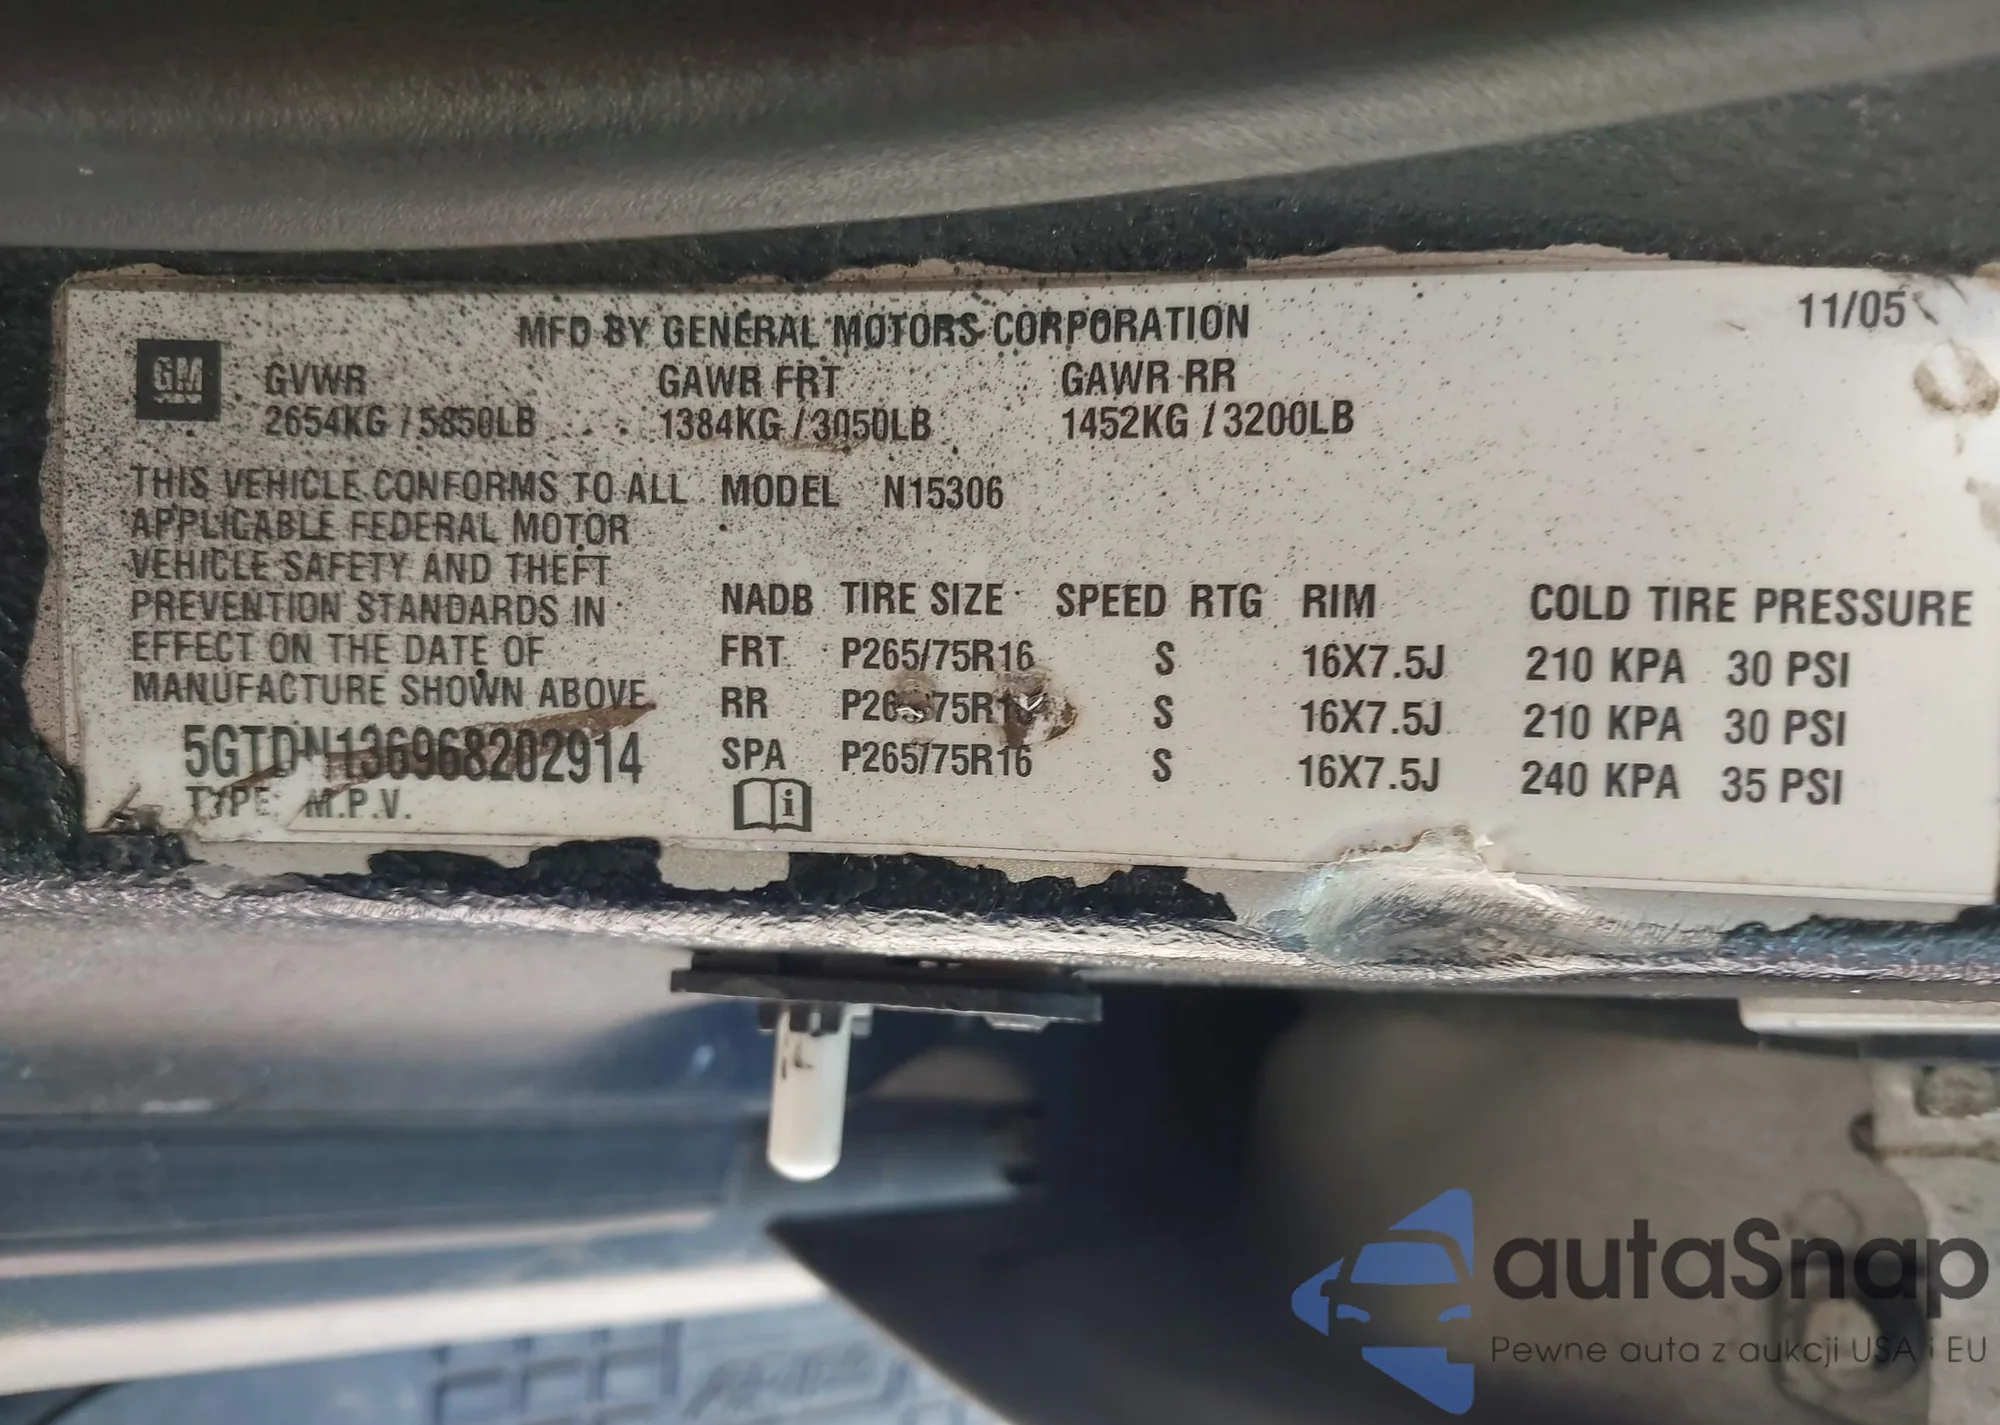 MFD BY GENERAL MOTORS CORPORATION
11/05
GM
GVWR GAWR FRT GAWR RR
2654KG / 5850LB 1384KG / 3050LB 1452KG / 3200LB
THIS VEHICLE CONFORMS TO ALL
APPLICABLE FEDERAL MOTOR
VEHICLE SAFETY AND THEFT
PREVENTION STANDARDS IN
EFFECT ON THE DATE OF
MANUFACTURE SHOWN ABOVE
5GTDN136968202914
TYPE: M.P.V.
MODEL N15306
NADB TIRE SIZE SPEED RTG RIM COLD TIRE PRESSURE
FRT P265/75R16 S 16X7.5J 210 KPA 30 PSI
RR P265/75R16 S 16X7.5J 210 KPA 30 PSI
SPA P265/75R16 S 16X7.5J 240 KPA 35 PSI
autaSnap
Pewne auta z aukcji USA i EU